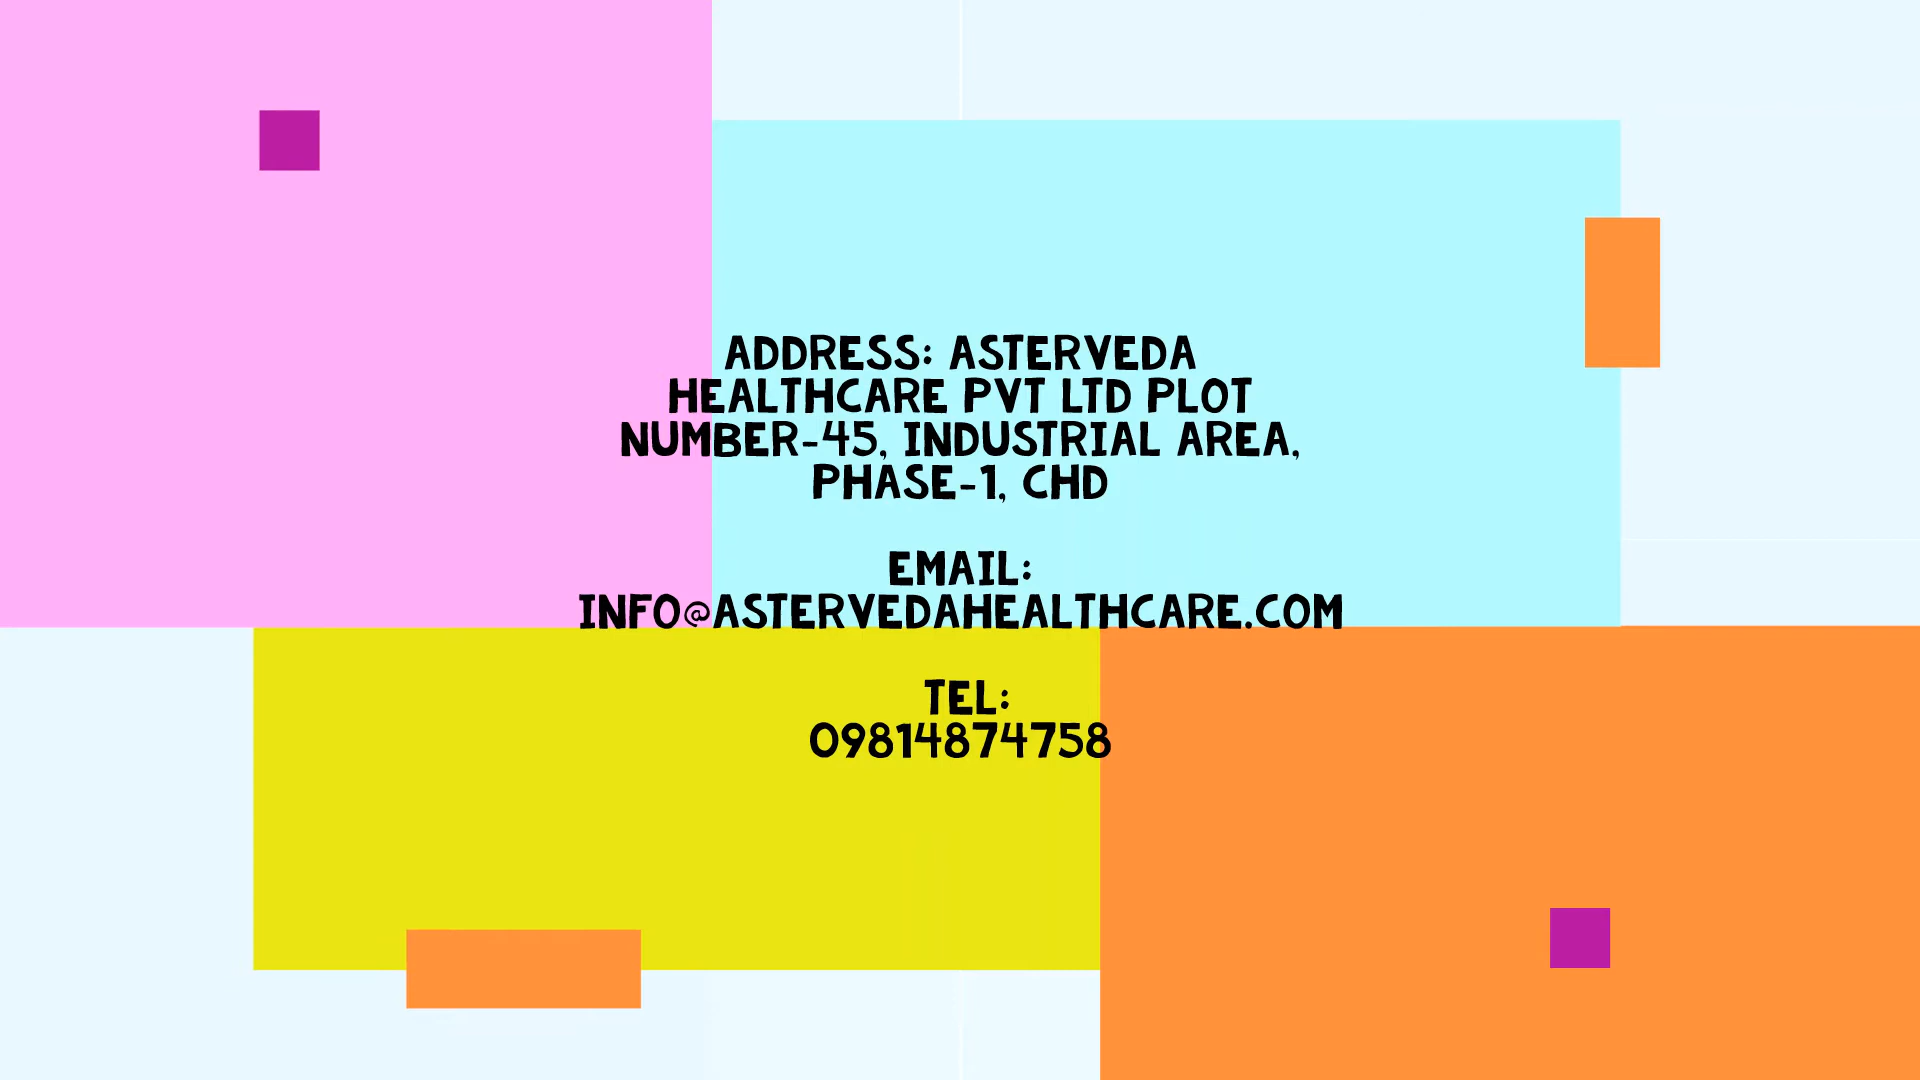 ADDRESS: ASTERVEDA
HEALTHCARE PVT LTD PLOT
NUMBER-45, INDUSTRIAL AREA,
PHASE-1, CHD
EMAIL:
INFO@ASTERVEDAHEALTHCARE.COM
TEL:
09814874758